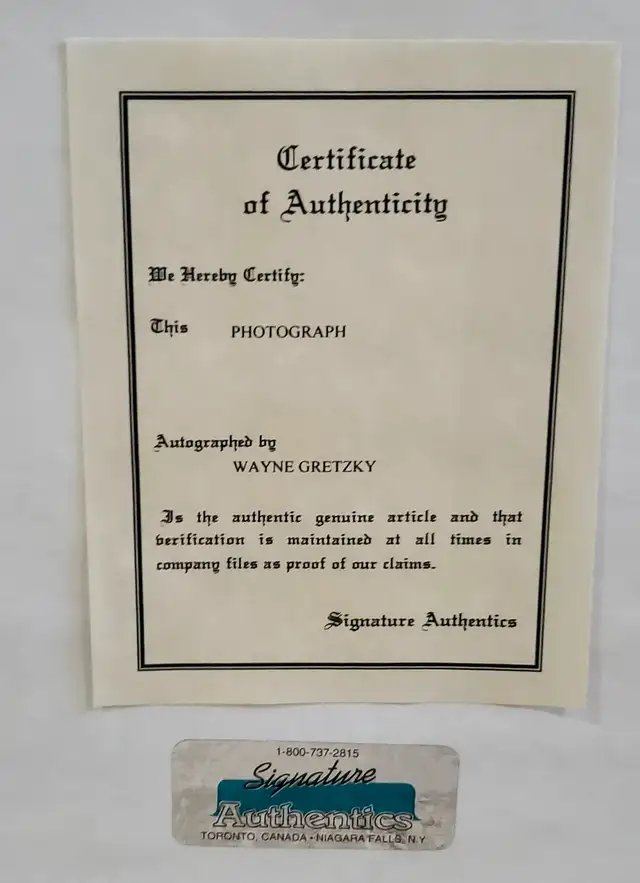 Certificate
of Authenticity
We Hereby Certify:
This PHOTOGRAPH
Autographed by
WAYNE GRETZKY
Is the authentic genuine article and that
verification is maintained at all times in
company files as proof of our claims.
Signature Authentics
1-800-737-2815
Signature
Authentics
TORONTO, CANADA • NIAGARA FALLS, N.Y